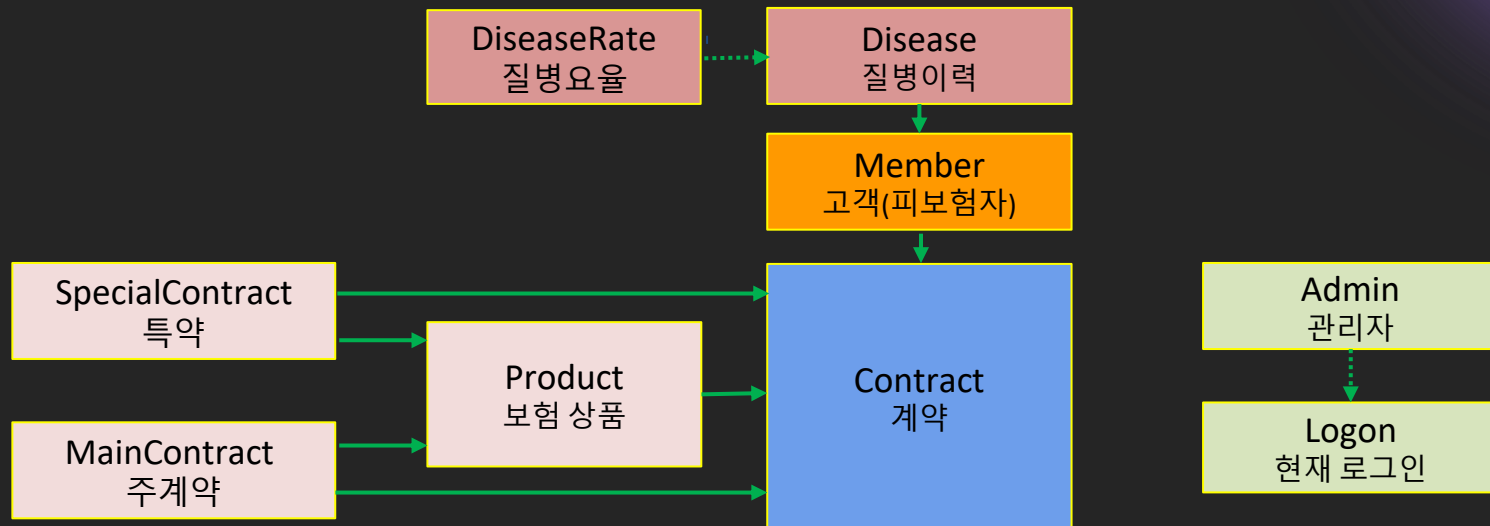 DiseaseRate
질병요율
Disease
질병이력
Member
고객(피보험자)
SpecialContract
특약
Product
보험 상품
MainContract
주계약
Contract
계약
Admin
관리자
Logon
현재 로그인